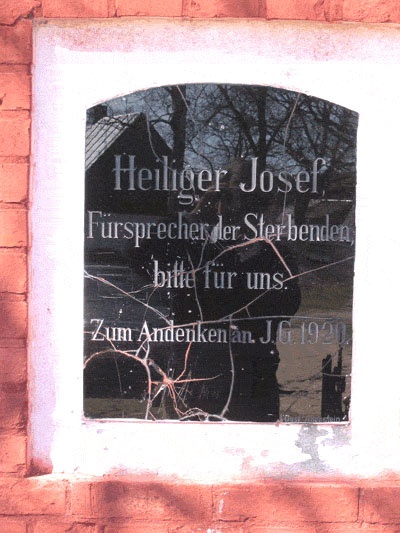 Heiliger Josef,
Fürsprecher der Sterbenden,
bitte für uns.
Zum Andenken an J.G. 1920.